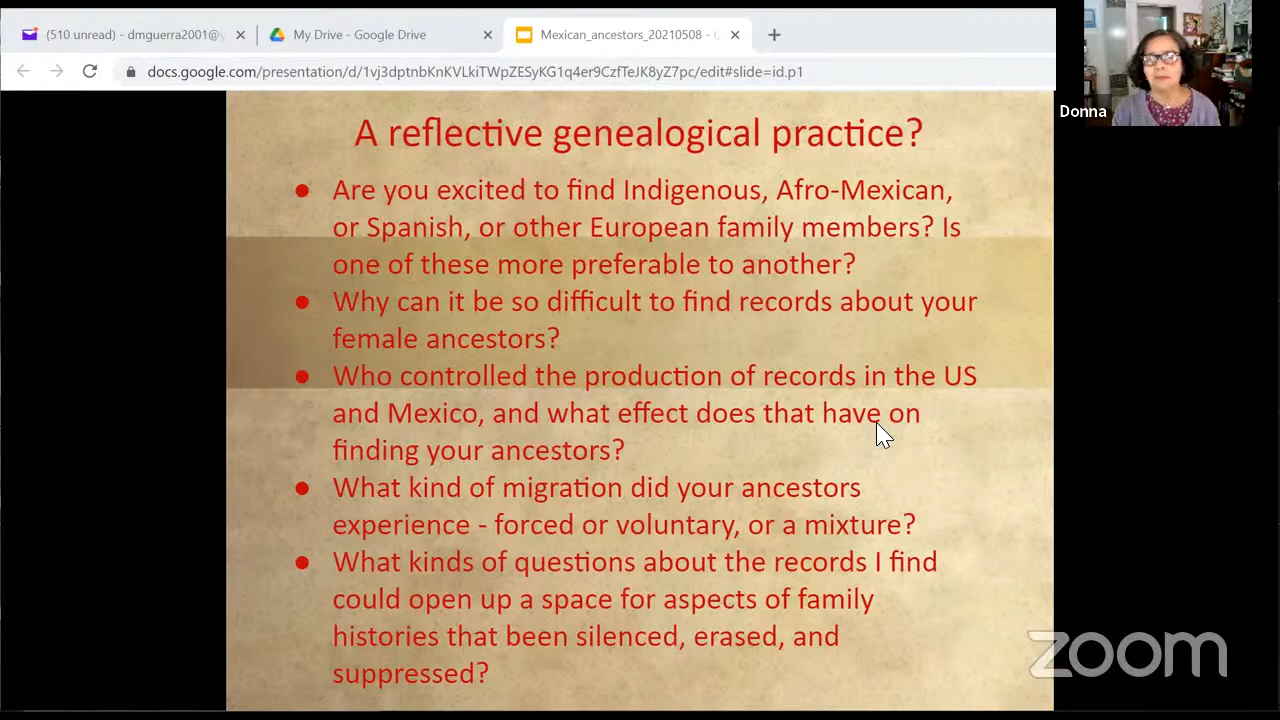 (510 unread) - dmguerra2001@y
My Drive - Google Drive
Mexican_ancestors_20210508 - G
docs.google.com/presentation/d/1vj3dptnbKnKYLkiTWpZESyKG1q4er9CzfTeJK8yZ7pc/edit#slide=id.p1
Donna
A reflective genealogical practice?
● Are you excited to find Indigenous, Afro-Mexican,
or Spanish, or other European family members? Is
one of these more preferable to another?
● Why can it be so difficult to find records about your
female ancestors?
● Who controlled the production of records in the US
and Mexico, and what effect does that have on
finding your ancestors?
● What kind of migration did your ancestors
experience - forced or voluntary, or a mixture?
● What kinds of questions about the records I find
could open up a space for aspects of family
histories that been silenced, erased, and
suppressed?
zoom